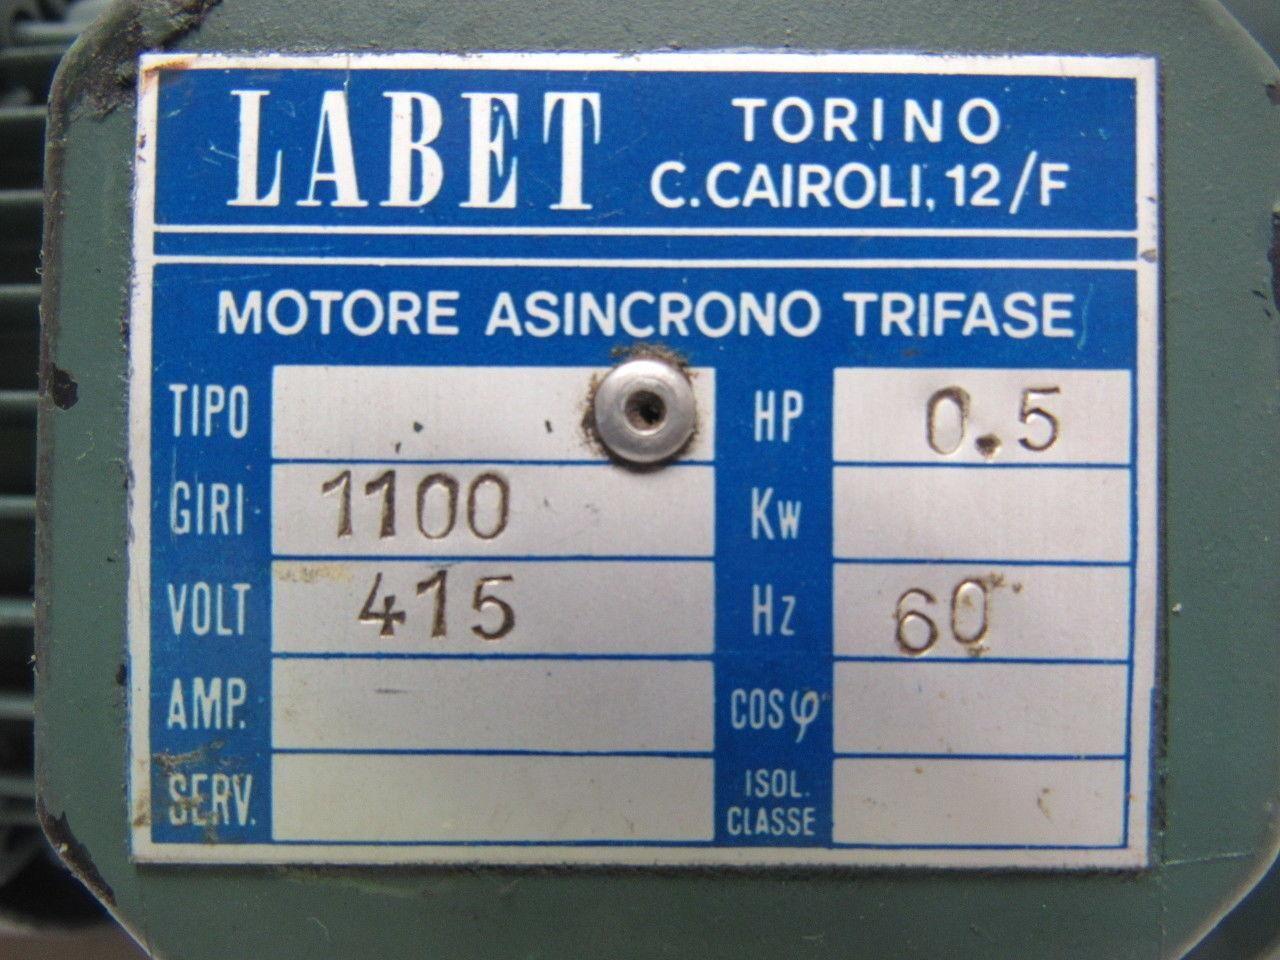 LABET
TORINO
C.CAIROLI, 12/F
MOTORE ASINCRONO TRIFASE
TIPO
HP 0.5
GIRI 1100
Kw
VOLT 415
Hz 60
AMP.
COSφ
SERV.
ISOL.
CLASSE